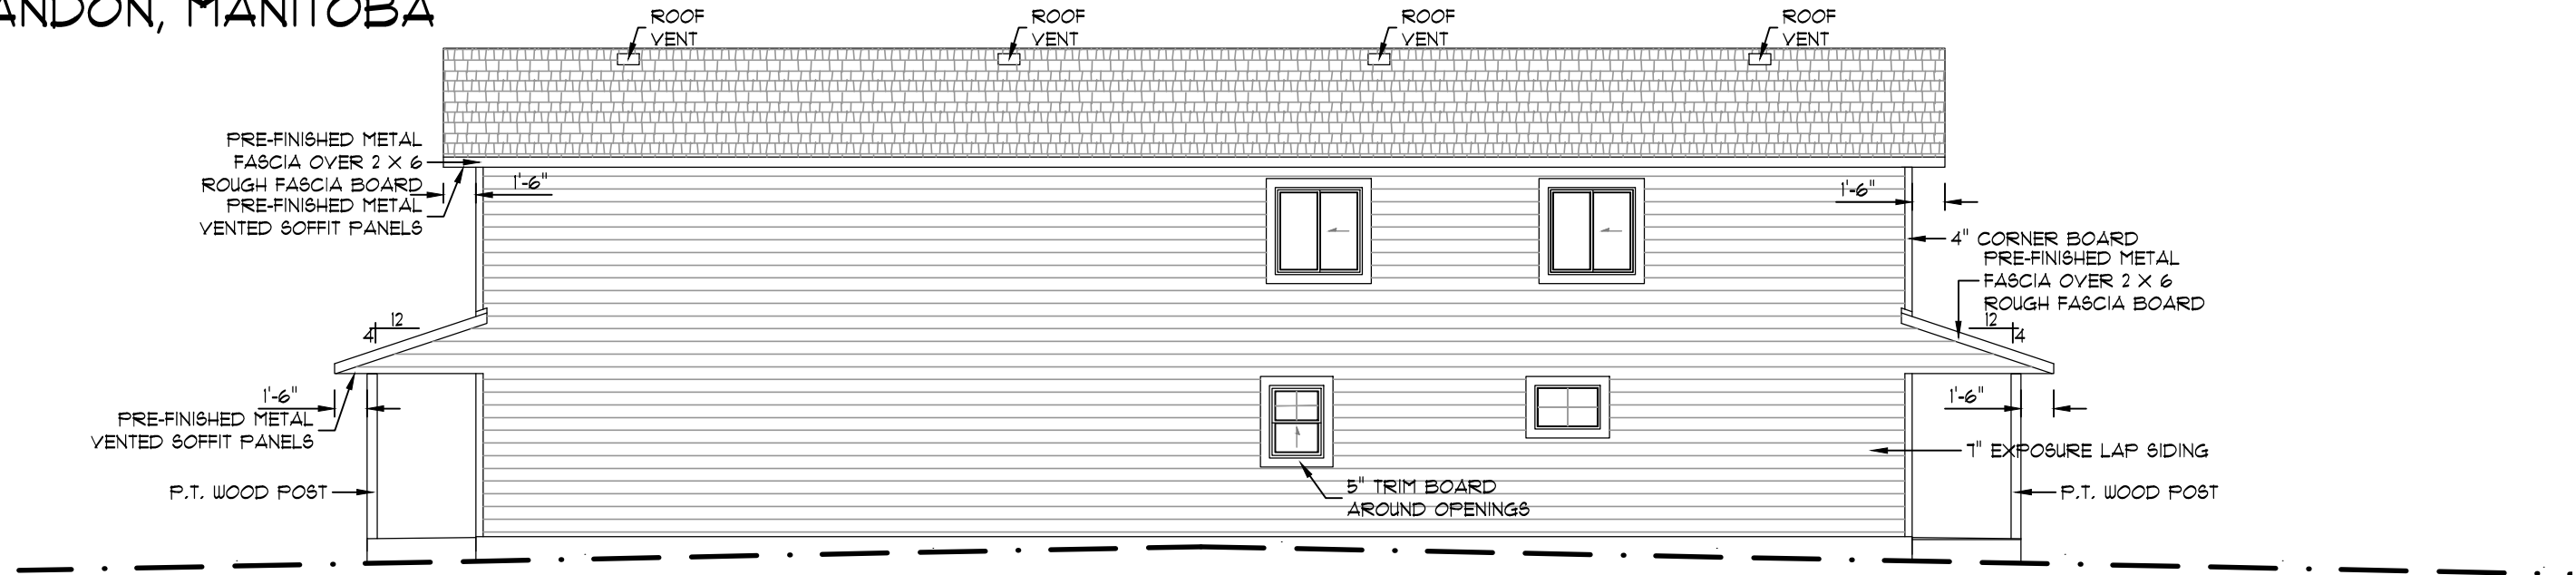 ANDON, MANITOBA
ROOF
VENT
ROOF
VENT
ROOF
VENT
ROOF
VENT
PRE-FINISHED METAL
FASCIA OVER 2 X 6
ROUGH FASCIA BOARD
PRE-FINISHED METAL
VENTED SOFFIT PANELS
1'-6"
1'-6"
4" CORNER BOARD
PRE-FINISHED METAL
FASCIA OVER 2 X 6
ROUGH FASCIA BOARD
12
4
12
4
1'-6"
PRE-FINISHED METAL
VENTED SOFFIT PANELS
1'-6"
7" EXPOSURE LAP SIDING
P.T. WOOD POST
5" TRIM BOARD
AROUND OPENINGS
P.T. WOOD POST